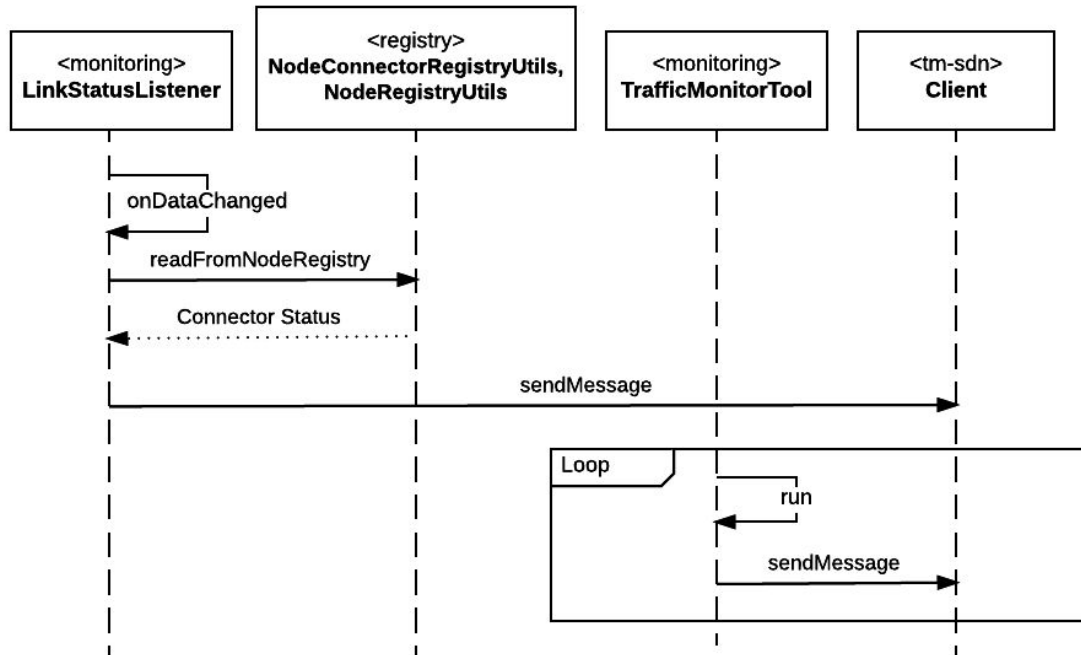 <monitoring>
LinkStatusListener
<registry>
NodeConnectorRegistryUtils,
NodeRegistryUtils
<monitoring>
TrafficMonitorTool
<tm-sdn>
Client
onDataChanged
readFromNodeRegistry
Connector Status
sendMessage
Loop
run
sendMessage